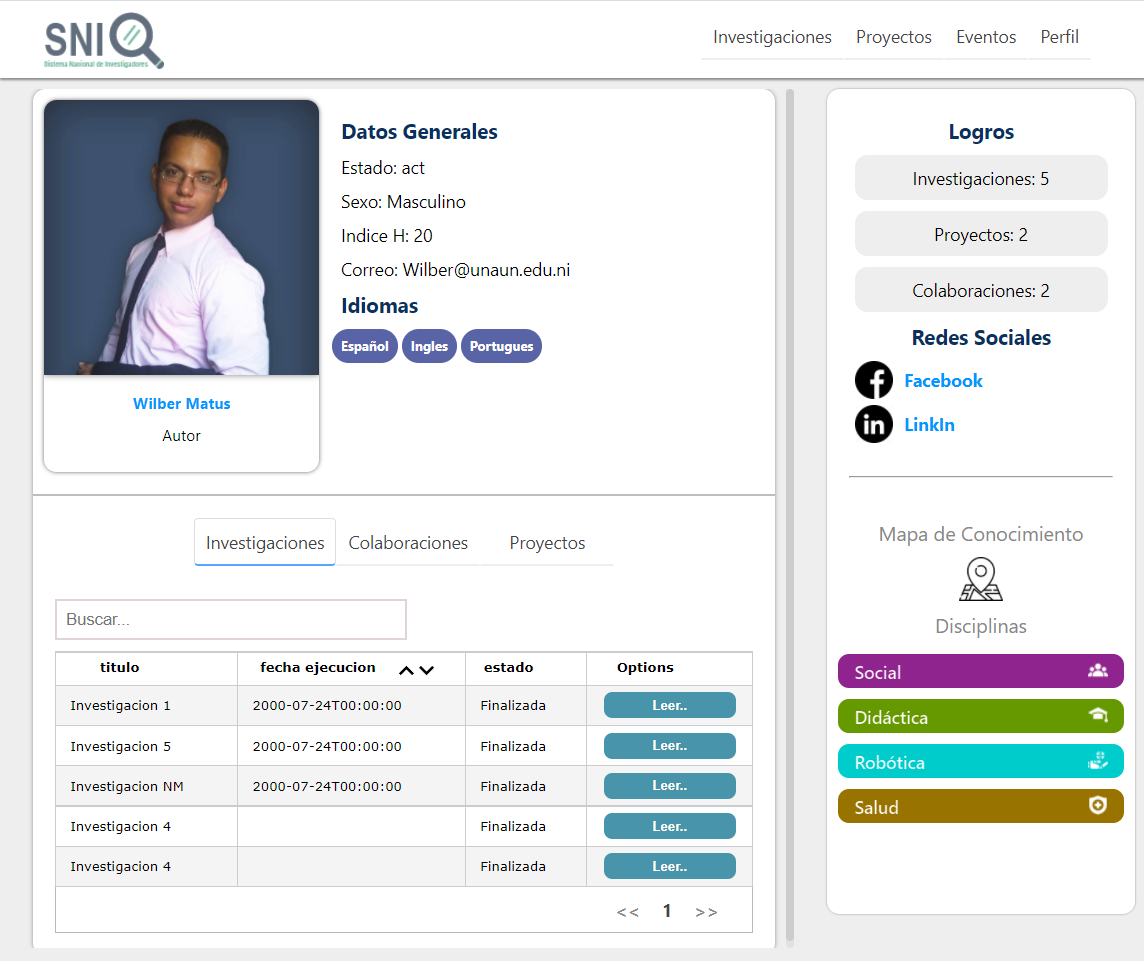 SNI
Sistema Nacional de Investigadores
Investigaciones Proyectos Eventos Perfil
Datos Generales
Estado: act
Sexo: Masculino
Indice H: 20
Correo: Wilber@unaun.edu.ni
Idiomas
Español Ingles Portugues
Wilber Matus
Autor
Investigaciones Colaboraciones Proyectos
Buscar...
titulo fecha ejecucion estado Options
Investigacion 1 2000-07-24T00:00:00 Finalizada Leer..
Investigacion 5 2000-07-24T00:00:00 Finalizada Leer..
Investigacion NM 2000-07-24T00:00:00 Finalizada Leer..
Investigacion 4 Finalizada Leer..
Investigacion 4 Finalizada Leer..
<< 1 >>
Logros
Investigaciones: 5
Proyectos: 2
Colaboraciones: 2
Redes Sociales
Facebook
in LinkIn
Mapa de Conocimiento
Disciplinas
Social
Didáctica
Robótica
Salud